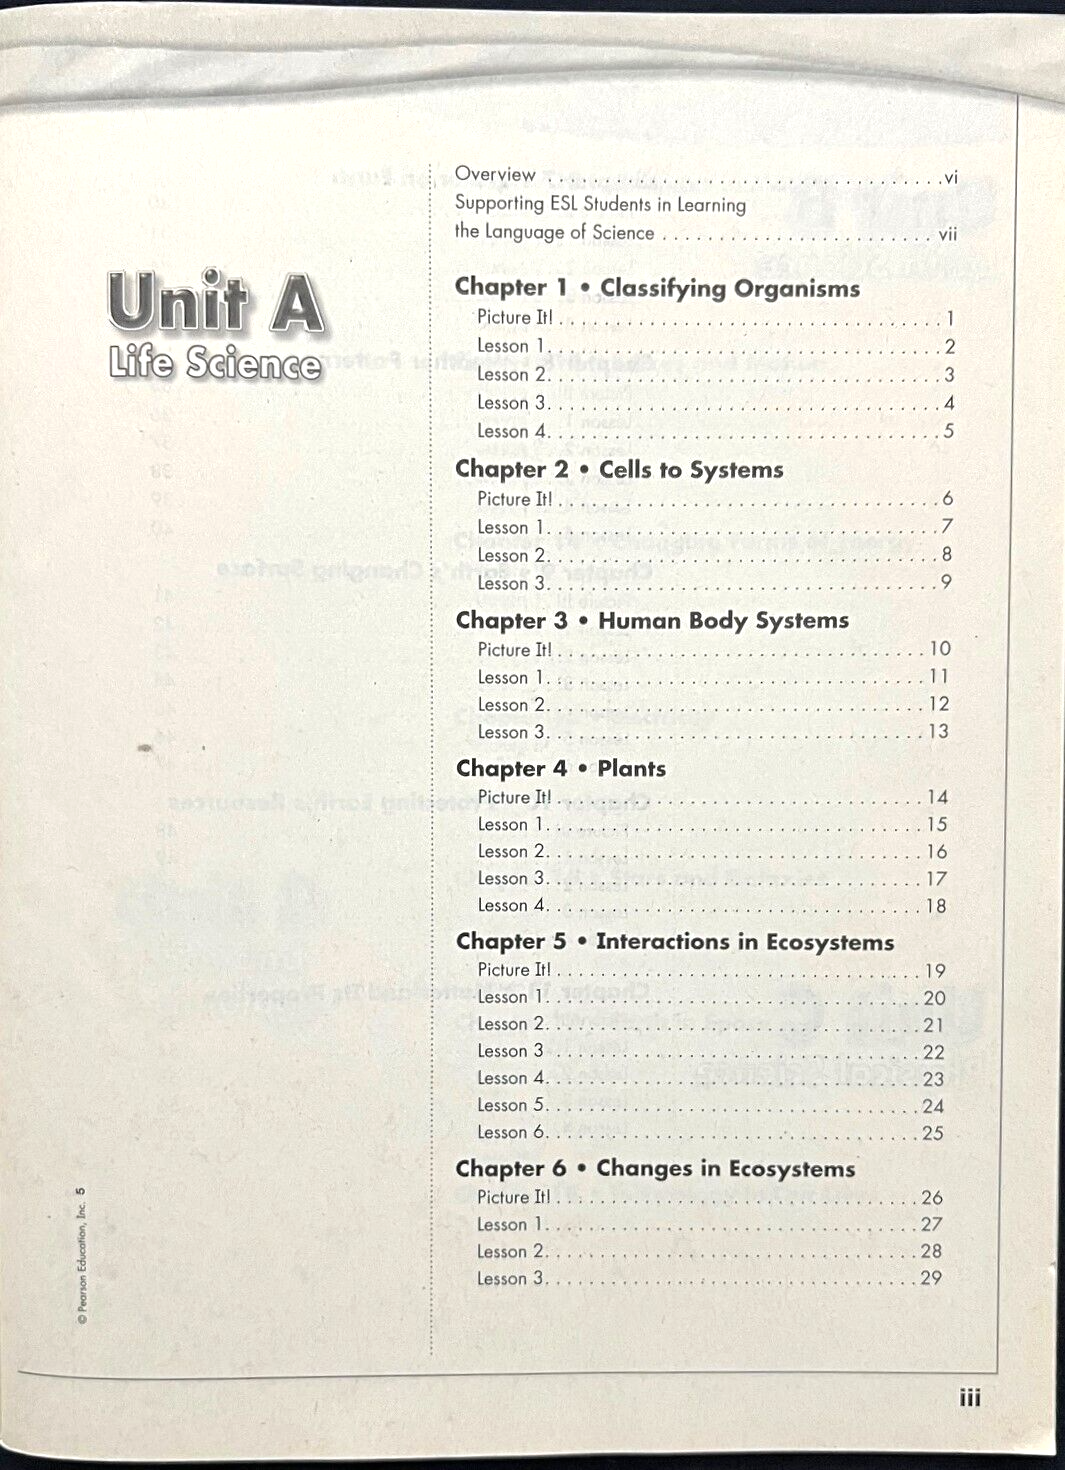 Unit A
Life Science
Overview . . . . . . . . . . . . . . . . . . . . vi
Supporting ESL Students in Learning
the Language of Science . . . . . . . . . . . . vii
Chapter 1 • Classifying Organisms
Picture It! . . . . . . . . . . . . . . . . . . . . 1
Lesson 1. . . . . . . . . . . . . . . . . . . . 2
Lesson 2. . . . . . . . . . . . . . . . . . . . 3
Lesson 3. . . . . . . . . . . . . . . . . . . . 4
Lesson 4. . . . . . . . . . . . . . . . . . . . 5
Chapter 2 • Cells to Systems
Picture It! . . . . . . . . . . . . . . . . . . . . 6
Lesson 1. . . . . . . . . . . . . . . . . . . . 7
Lesson 2. . . . . . . . . . . . . . . . . . . . 8
Lesson 3. . . . . . . . . . . . . . . . . . . . 9
Chapter 3 • Human Body Systems
Picture It! . . . . . . . . . . . . . . . . . . . . 10
Lesson 1. . . . . . . . . . . . . . . . . . . . 11
Lesson 2. . . . . . . . . . . . . . . . . . . . 12
Lesson 3. . . . . . . . . . . . . . . . . . . . 13
Chapter 4 • Plants
Picture It! . . . . . . . . . . . . . . . . . . . . 14
Lesson 1. . . . . . . . . . . . . . . . . . . . 15
Lesson 2. . . . . . . . . . . . . . . . . . . . 16
Lesson 3. . . . . . . . . . . . . . . . . . . . 17
Lesson 4. . . . . . . . . . . . . . . . . . . . 18
Chapter 5 • Interactions in Ecosystems
Picture It! . . . . . . . . . . . . . . . . . . . . 19
Lesson 1 . . . . . . . . . . . . . . . . . . . . 20
Lesson 2 . . . . . . . . . . . . . . . . . . . . 21
Lesson 3 . . . . . . . . . . . . . . . . . . . . 22
Lesson 4. . . . . . . . . . . . . . . . . . . . 23
Lesson 5. . . . . . . . . . . . . . . . . . . . 24
Lesson 6. . . . . . . . . . . . . . . . . . . . 25
Chapter 6 • Changes in Ecosystems
Picture It! . . . . . . . . . . . . . . . . . . . . 26
Lesson 1. . . . . . . . . . . . . . . . . . . . 27
Lesson 2. . . . . . . . . . . . . . . . . . . . 28
Lesson 3. . . . . . . . . . . . . . . . . . . . 29
© Pearson Education, Inc. 5
iii